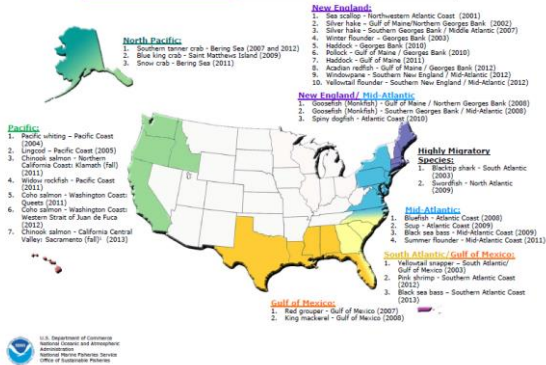 New England:
1. Sea scallop - Northwestern Atlantic Coast (2001)
2. Silver hake – Gulf of Maine/Northern Georges Bank (2002)
3. Silver hake - Southern Georges Bank / Middle Atlantic (2007)
4. Winter flounder – Georges Bank (2003)
5. Haddock - Georges Bank (2010)
6. Pollock - Gulf of Maine / Georges Bank (2010)
7. Haddock - Gulf of Maine (2011)
8. Acadian redfish - Gulf of Maine / Georges Bank (2012)
9. Windowpane - Southern New England / Mid-Atlantic (2012)
10. Yellowtail flounder - Southern New England / Mid-Atlantic (2012)
North Pacific:
1. Southern tanner crab - Bering Sea (2007 and 2012)
2. Blue king crab - Saint Matthews Island (2009)
3. Snow crab - Bering Sea (2011)
New England/ Mid-Atlantic
1. Goosefish (Monkfish) - Gulf of Maine / Northern Georges Bank (2008)
2. Goosefish (Monkfish) - Southern Georges Bank / Mid-Atlantic (2008)
3. Spiny dogfish - Atlantic Coast (2010)
Pacific:
1. Pacific whiting – Pacific Coast
(2004)
2. Lingcod – Pacific Coast (2005)
3. Chinook salmon - Northern
California Coast: Klamath (fall)
(2011)
4. Widow rockfish - Pacific Coast
(2011)
5. Coho salmon - Washington Coast:
Queets (2011)
6. Coho salmon - Washington Coast:
Western Strait of Juan de Fuca
(2012)
7. Chinook salmon - California Central
Valley: Sacramento (fall) (2013)
Highly Migratory
Species:
1. Blacktip shark - South Atlantic
(2003)
2. Swordfish - North Atlantic
(2009)
Mid-Atlantic:
1. Bluefish - Atlantic Coast (2008)
2. Scup - Atlantic Coast (2009)
3. Black sea bass - Mid-Atlantic Coast (2009)
4. Summer flounder - Mid-Atlantic Coast (2011)
South Atlantic/Gulf of Mexico:
1. Yellowtail snapper – South Atlantic/
Gulf of Mexico (2003)
2. Pink shrimp - Southern Atlantic Coast
(2012)
3. Black sea bass – Southern Atlantic Coast
(2013)
Gulf of Mexico:
1. Red grouper - Gulf of Mexico (2007)
2. King mackerel - Gulf of Mexico (2008)
U.S. Department of Commerce
National Oceanic and Atmospheric
Administration
National Marine Fisheries Service
Office of Sustainable Fisheries